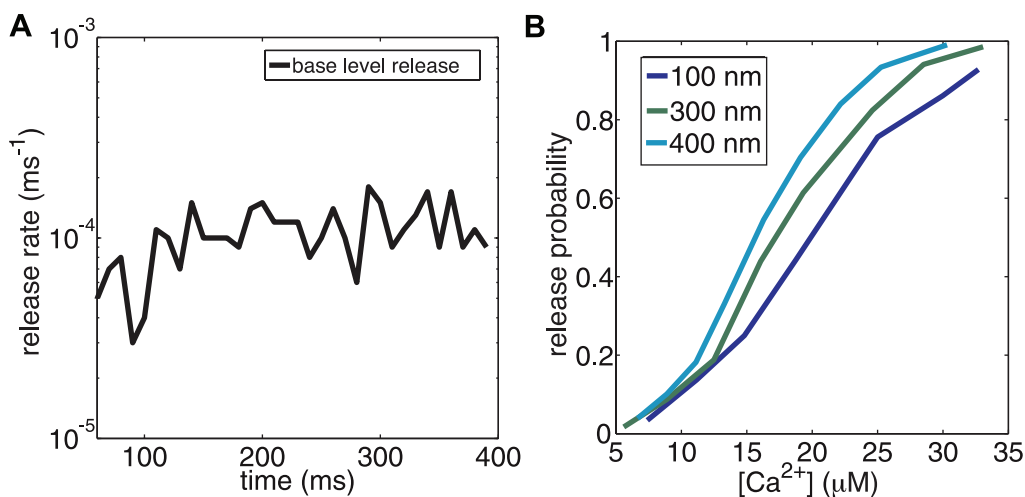 A
release rate (ms⁻¹)
10⁻³
10⁻⁴
10⁻⁵
base level release
100
200
300
400
time (ms)
B
release probability
1
0.8
0.6
0.4
0.2
0
100 nm
300 nm
400 nm
5
10
15
20
25
30
35
[Ca²⁺] (μM)